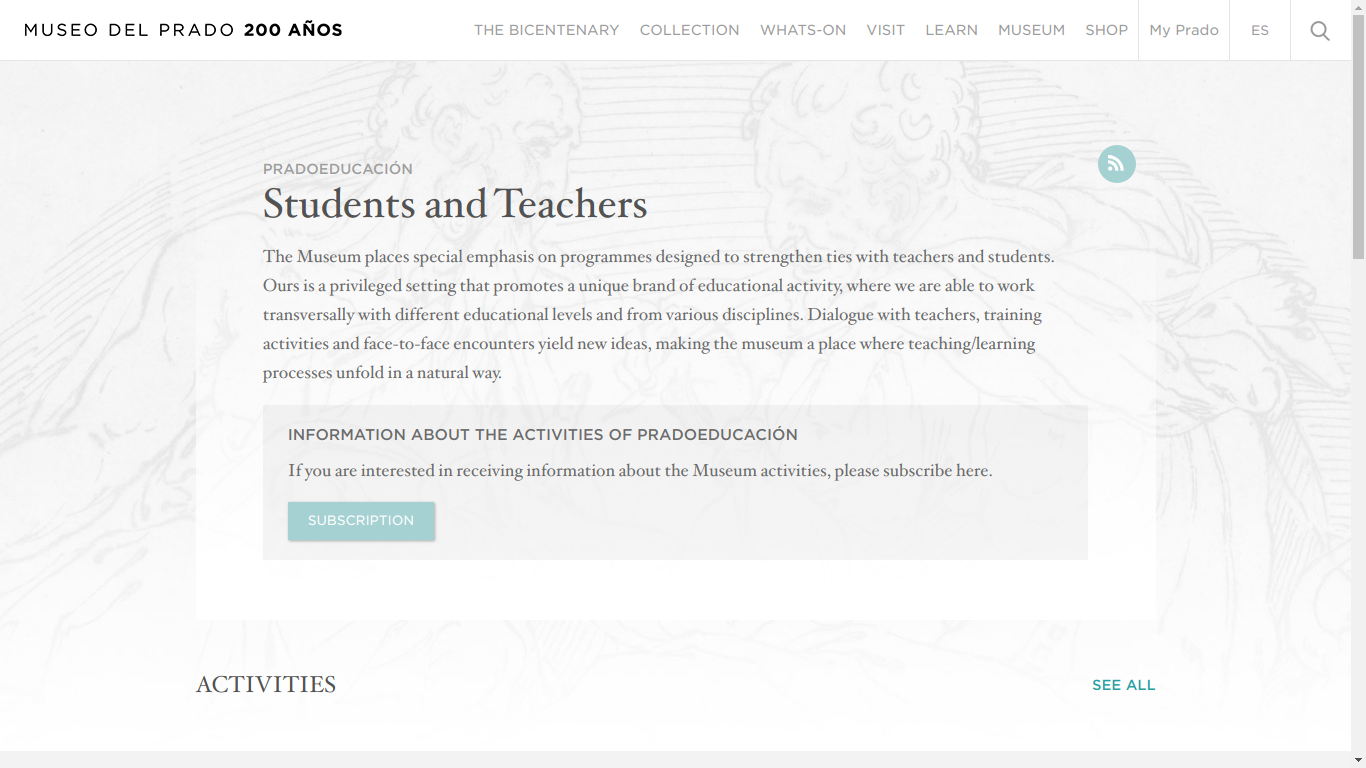 MUSEO DEL PRADO 200 AÑOS
THE BICENTENARY COLLECTION WHATS-ON VISIT LEARN MUSEUM SHOP My Prado ES
PRADOEDUCACIÓN
Students and Teachers
The Museum places special emphasis on programmes designed to strengthen ties with teachers and students.
Ours is a privileged setting that promotes a unique brand of educational activity, where we are able to work
transversally with different educational levels and from various disciplines. Dialogue with teachers, training
activities and face-to-face encounters yield new ideas, making the museum a place where teaching/learning
processes unfold in a natural way.
INFORMATION ABOUT THE ACTIVITIES OF PRADOEDUCACIÓN
If you are interested in receiving information about the Museum activities, please subscribe here.
SUBSCRIPTION
ACTIVITIES
SEE ALL